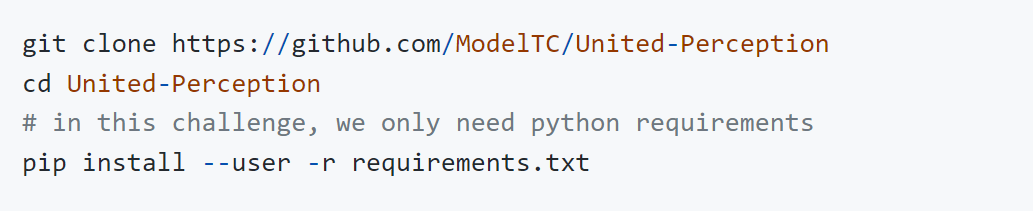 git clone https://github.com/ModelTC/United-Perception
cd United-Perception
# in this challenge, we only need python requirements
pip install --user -r requirements.txt